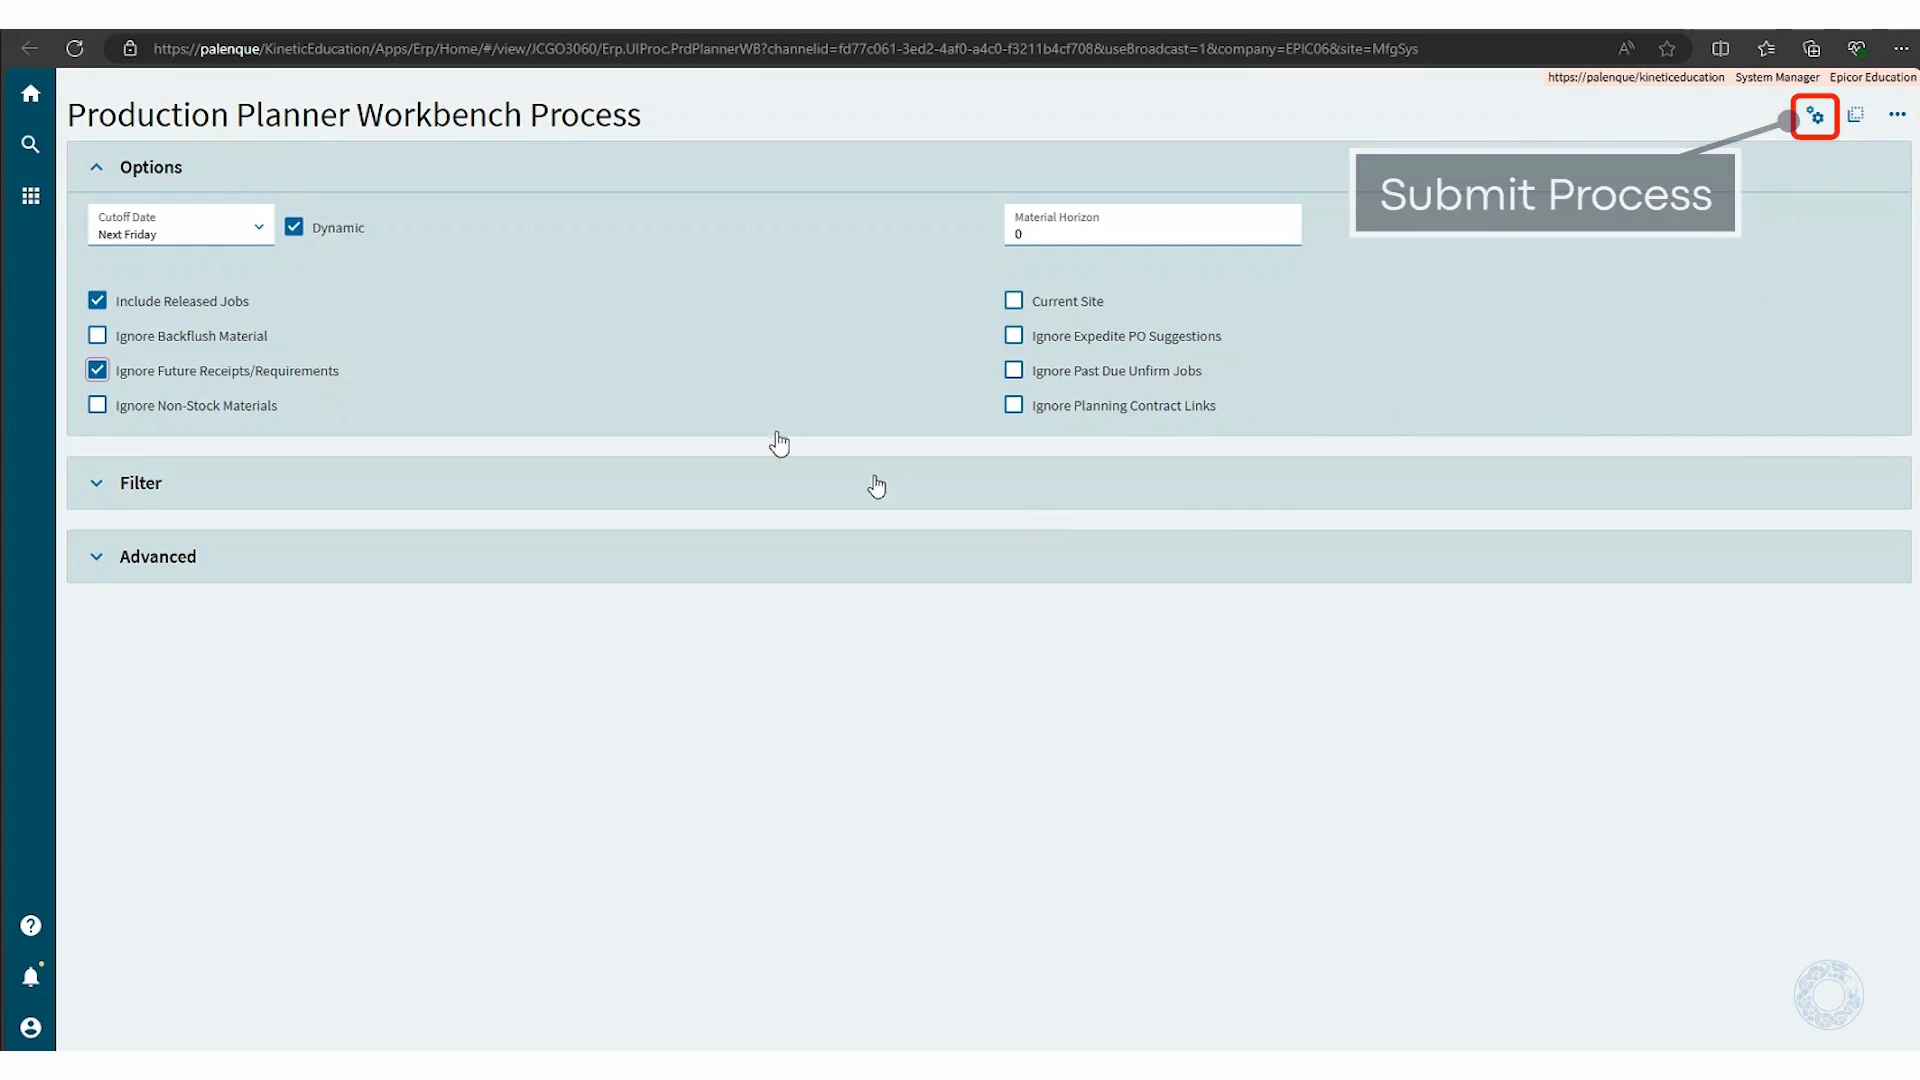 https://palenque/KineticEducation/Apps/Erp/Home/#/view/JCGO3060/Erp.UIProc.PrdPlannerWB?channelid=fd77c061-3ed2-4af0-a4c0-f3211b4cf708&useBroadcast=1&company=EPIC06&site=MfgSys
https://palenque/kineticeducation System Manager Epicor Education
Production Planner Workbench Process
Submit Process
Options
Cutoff Date
Next Friday
Dynamic
Material Horizon
0
Include Released Jobs
Current Site
Ignore Backflush Material
Ignore Expedite PO Suggestions
Ignore Future Receipts/Requirements
Ignore Past Due Unfirm Jobs
Ignore Non-Stock Materials
Ignore Planning Contract Links
Filter
Advanced